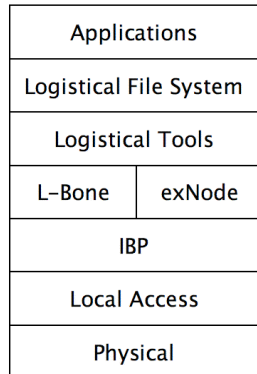 Applications
Logistical File System
Logistical Tools
L-Bone exNode
IBP
Local Access
Physical